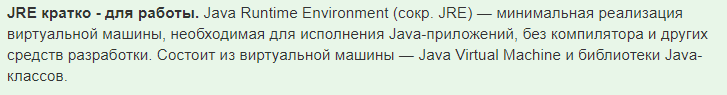 JRE кратко - для работы. Java Runtime Environment (сокр. JRE) — минимальная реализация
виртуальной машины, необходимая для исполнения Java-приложений, без компилятора и других
средств разработки. Состоит из виртуальной машины — Java Virtual Machine и библиотеки Java-
классов.